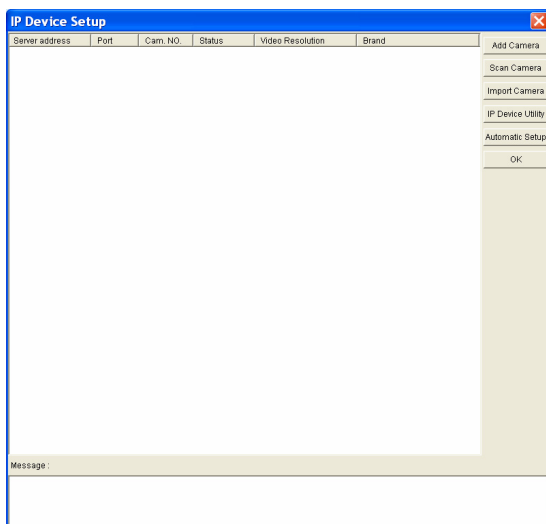 IP Device Setup
Server address Port Cam. NO. Status Video Resolution Brand
Add Camera
Scan Camera
Import Camera
IP Device Utility
Automatic Setup
OK
Message :